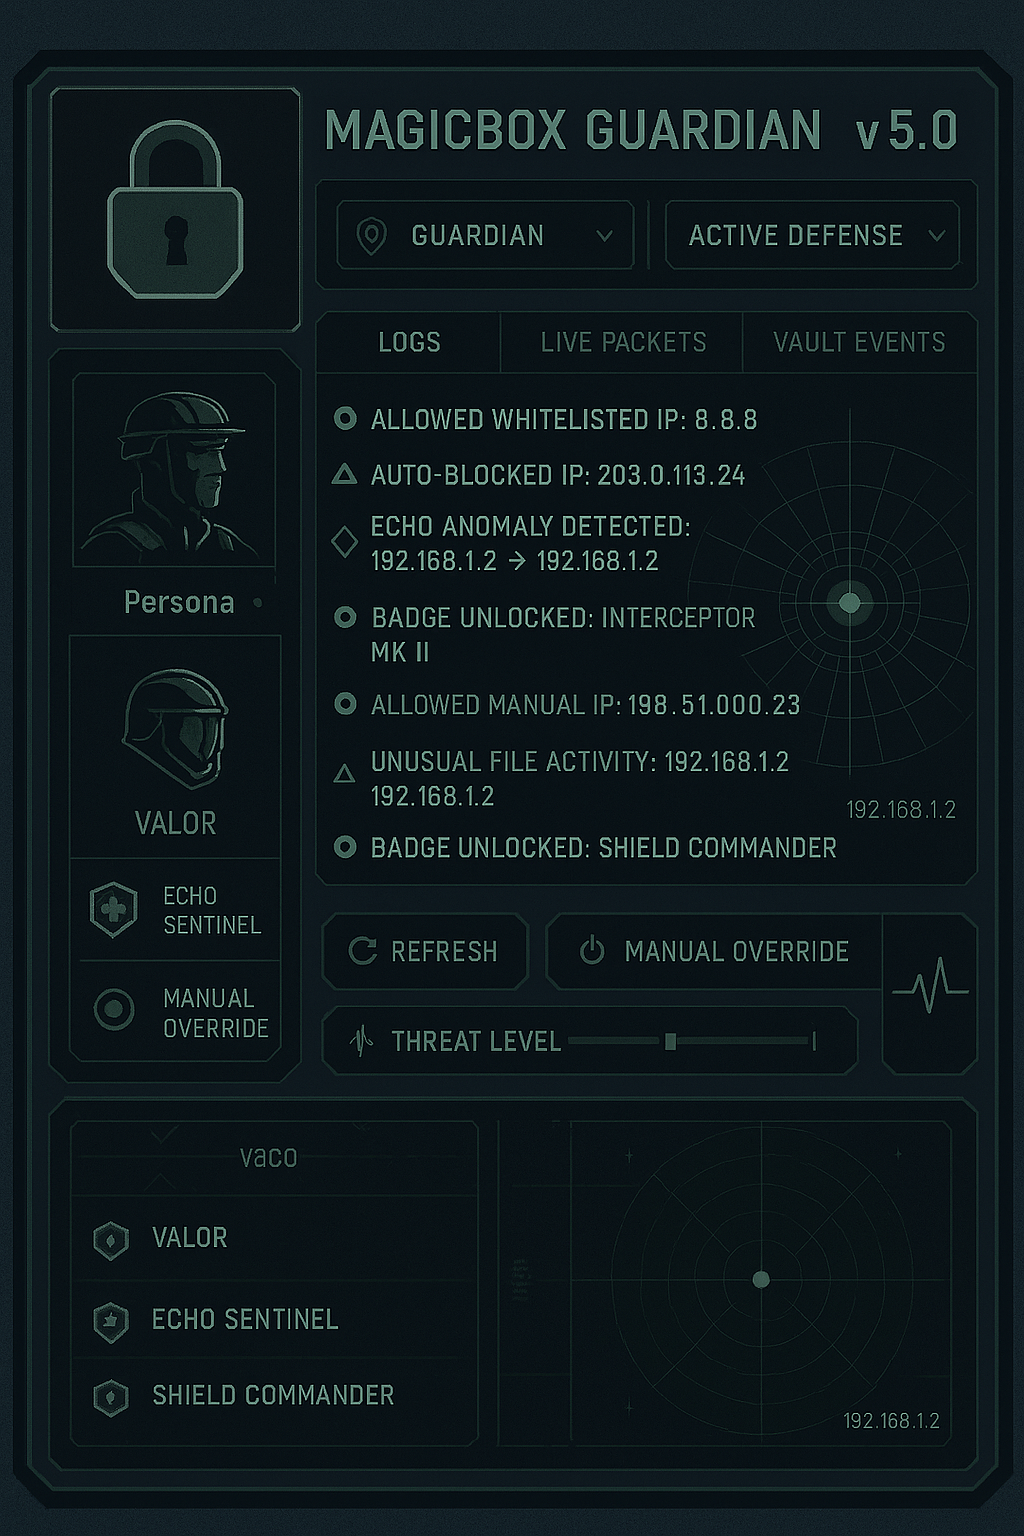 MAGICBOX GUARDIAN v5.0
GUARDIAN
ACTIVE DEFENSE
LOGS
LIVE PACKETS
VAULT EVENTS
ALLOWED WHITELISTED IP: 8.8.8
AUTO-BLOCKED IP: 203.0.113.24
ECHO ANOMALY DETECTED:
192.168.1.2 → 192.168.1.2
BADGE UNLOCKED: INTERCEPTOR
MK II
ALLOWED MANUAL IP: 198.51.000.23
UNUSUAL FILE ACTIVITY: 192.168.1.2
192.168.1.2
192.168.1.2
BADGE UNLOCKED: SHIELD COMMANDER
Persona
VALOR
ECHO
SENTINEL
MANUAL
OVERRIDE
REFRESH
MANUAL OVERRIDE
THREAT LEVEL
vaco
VALOR
ECHO SENTINEL
SHIELD COMMANDER
192.168.1.2